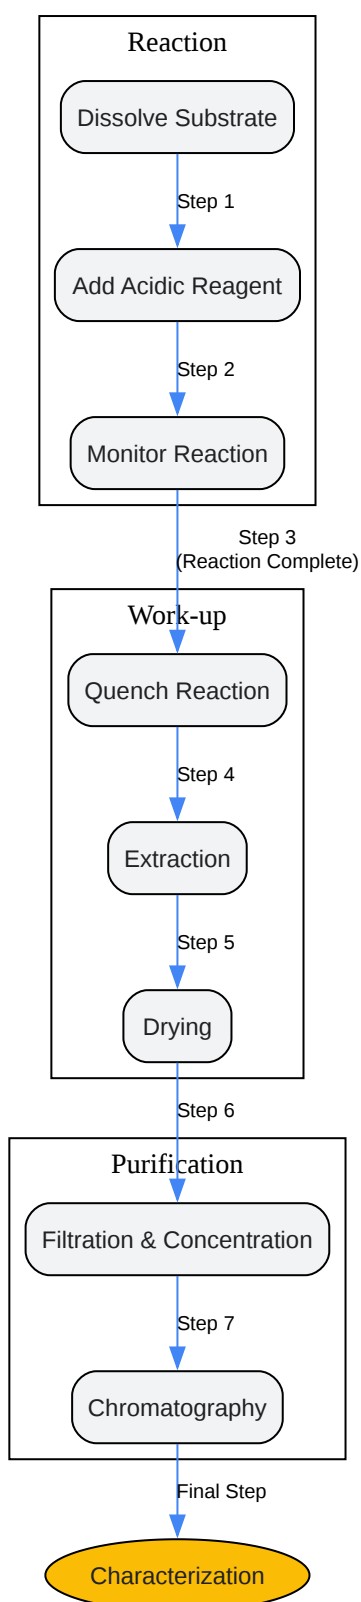 Reaction
Dissolve Substrate
Step 1
Add Acidic Reagent
Step 2
Monitor Reaction
Step 3
(Reaction Complete)
Work-up
Quench Reaction
Step 4
Extraction
Step 5
Drying
Step 6
Purification
Filtration & Concentration
Step 7
Chromatography
Final Step
Characterization